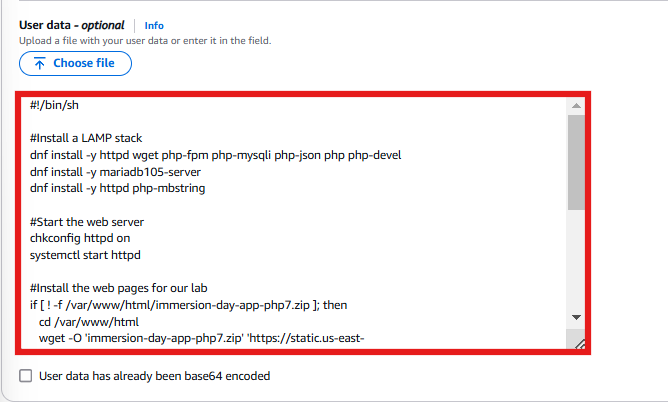 User data - optional Info
Upload a file with your user data or enter it in the field.
Choose file
#!/bin/sh
#Install a LAMP stack
dnf install -y httpd wget php-fpm php-mysqli php-json php php-devel
dnf install -y mariadb105-server
dnf install -y httpd php-mbstring
#Start the web server
chkconfig httpd on
systemctl start httpd
#Install the web pages for our lab
if [ ! -f /var/www/html/immersion-day-app-php7.zip ]; then
cd /var/www/html
wget -O 'immersion-day-app-php7.zip' 'https://static.us-east-
User data has already been base64 encoded